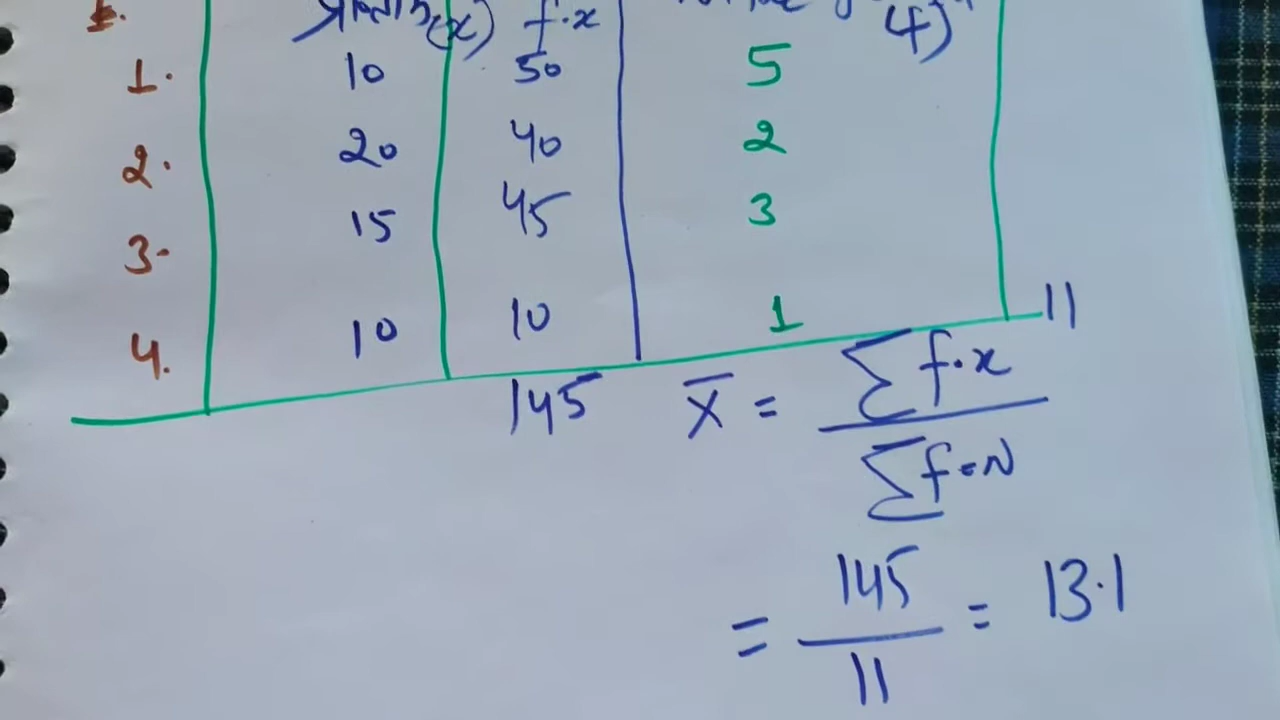 प्राप्तांक(x) f·x 4)
1. 10 50 5
2. 20 40 2
3. 15 45 3
4. 10 10 1
11
145 X̅ = Σf·x
Σf=N
= 145 = 13.1
11